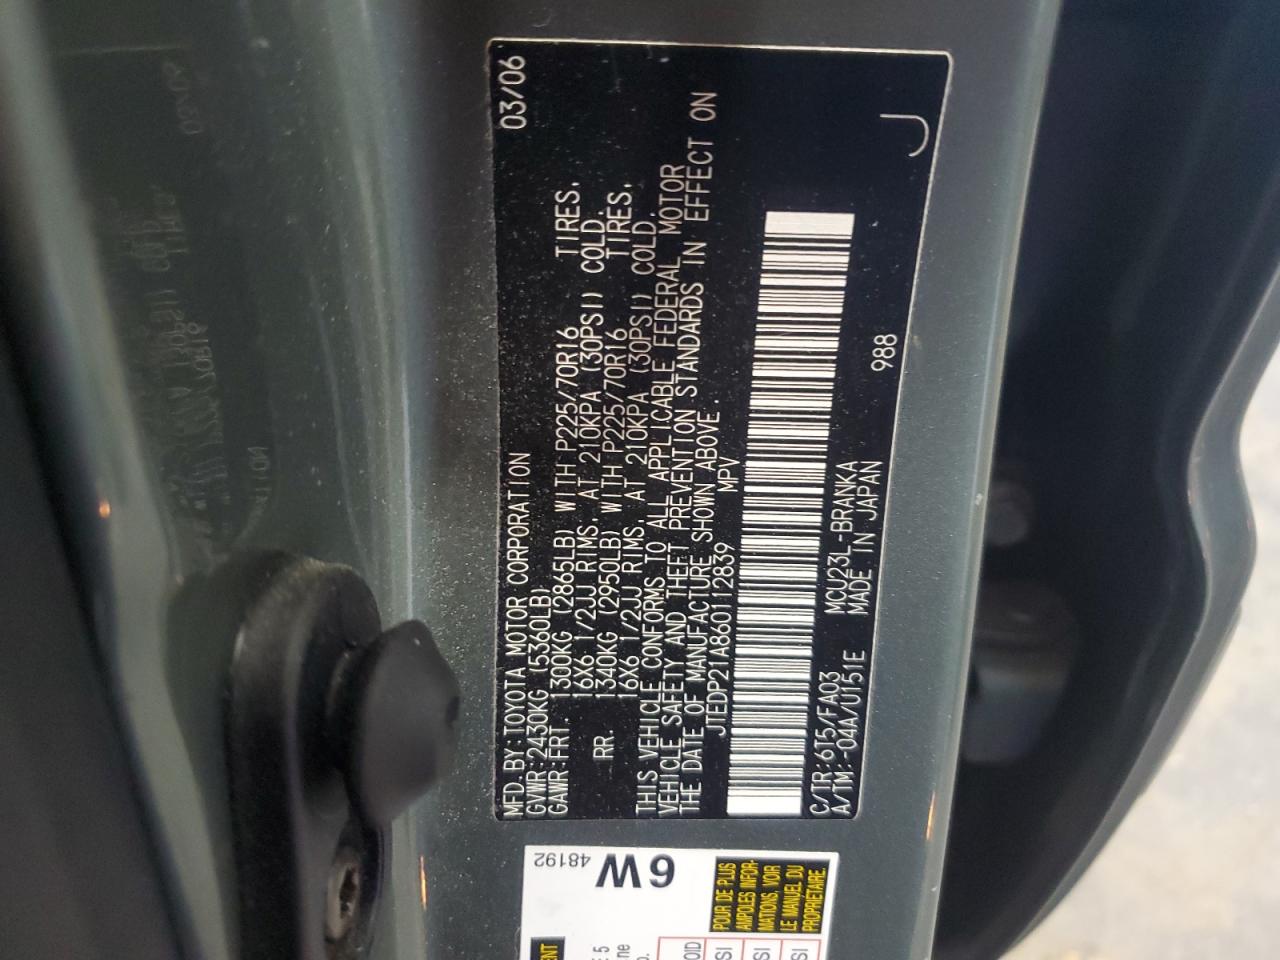 MFD. BY: TOYOTA MOTOR CORPORATION 03/06
GVWR: 2430KG (5360LB)
GAWR: FRT. 1300KG (2865LB) WITH P225/70R16 TIRES,
16X6 1/2JJ RIMS, AT 210KPA (30PSI) COLD.
RR. 1340KG (2950LB) WITH P225/70R16 TIRES,
16X6 1/2JJ RIMS, AT 210KPA (30PSI) COLD.
THIS VEHICLE CONFORMS TO ALL APPLICABLE FEDERAL MOTOR
VEHICLE SAFETY AND THEFT PREVENTION STANDARDS IN EFFECT ON
THE DATE OF MANUFACTURE SHOWN ABOVE.
JTEDP21A860112839 MPV
C/TR: 6T5/FA03 MCU23L-BRANKA 988
A/TM: -04A/U151E MADE IN JAPAN
J
48192
6W
POUR DE PLUS
AMPLES INFOR-
MATIONS, VOIR
LE MANUEL DU
PROPRIÉTAIRE.